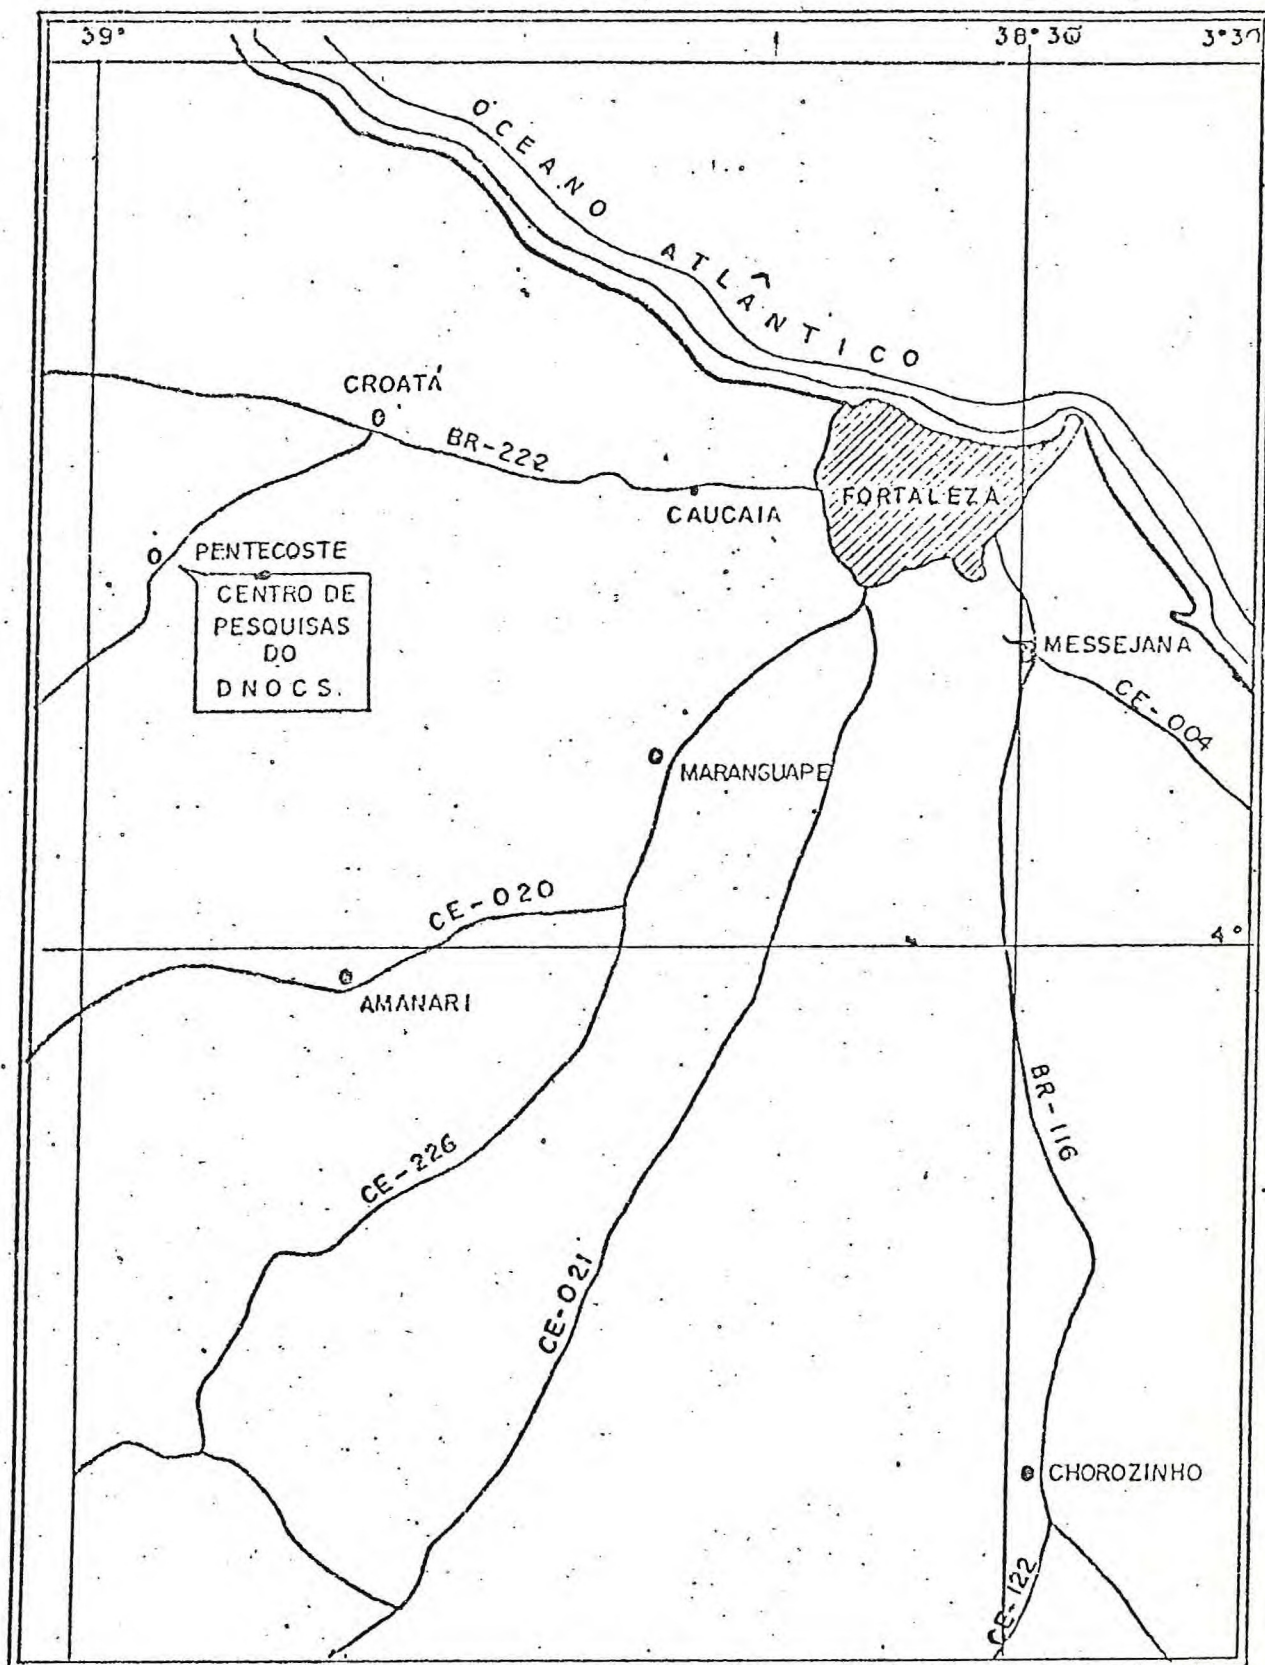 39°
38°30'
3°30
OCEANO ATLÂNTICO
CROATÁ
BR-222
FORTALEZA
CAUCAIA
PENTECOSTE
CENTRO DE
PESQUISAS
DO
DNOCS.
MESSEJANA
CE-004
MARANGUAPE
CE-020
4°
AMANARI
BR-116
CE-226
CE-021
CHOROZINHO
CE-122